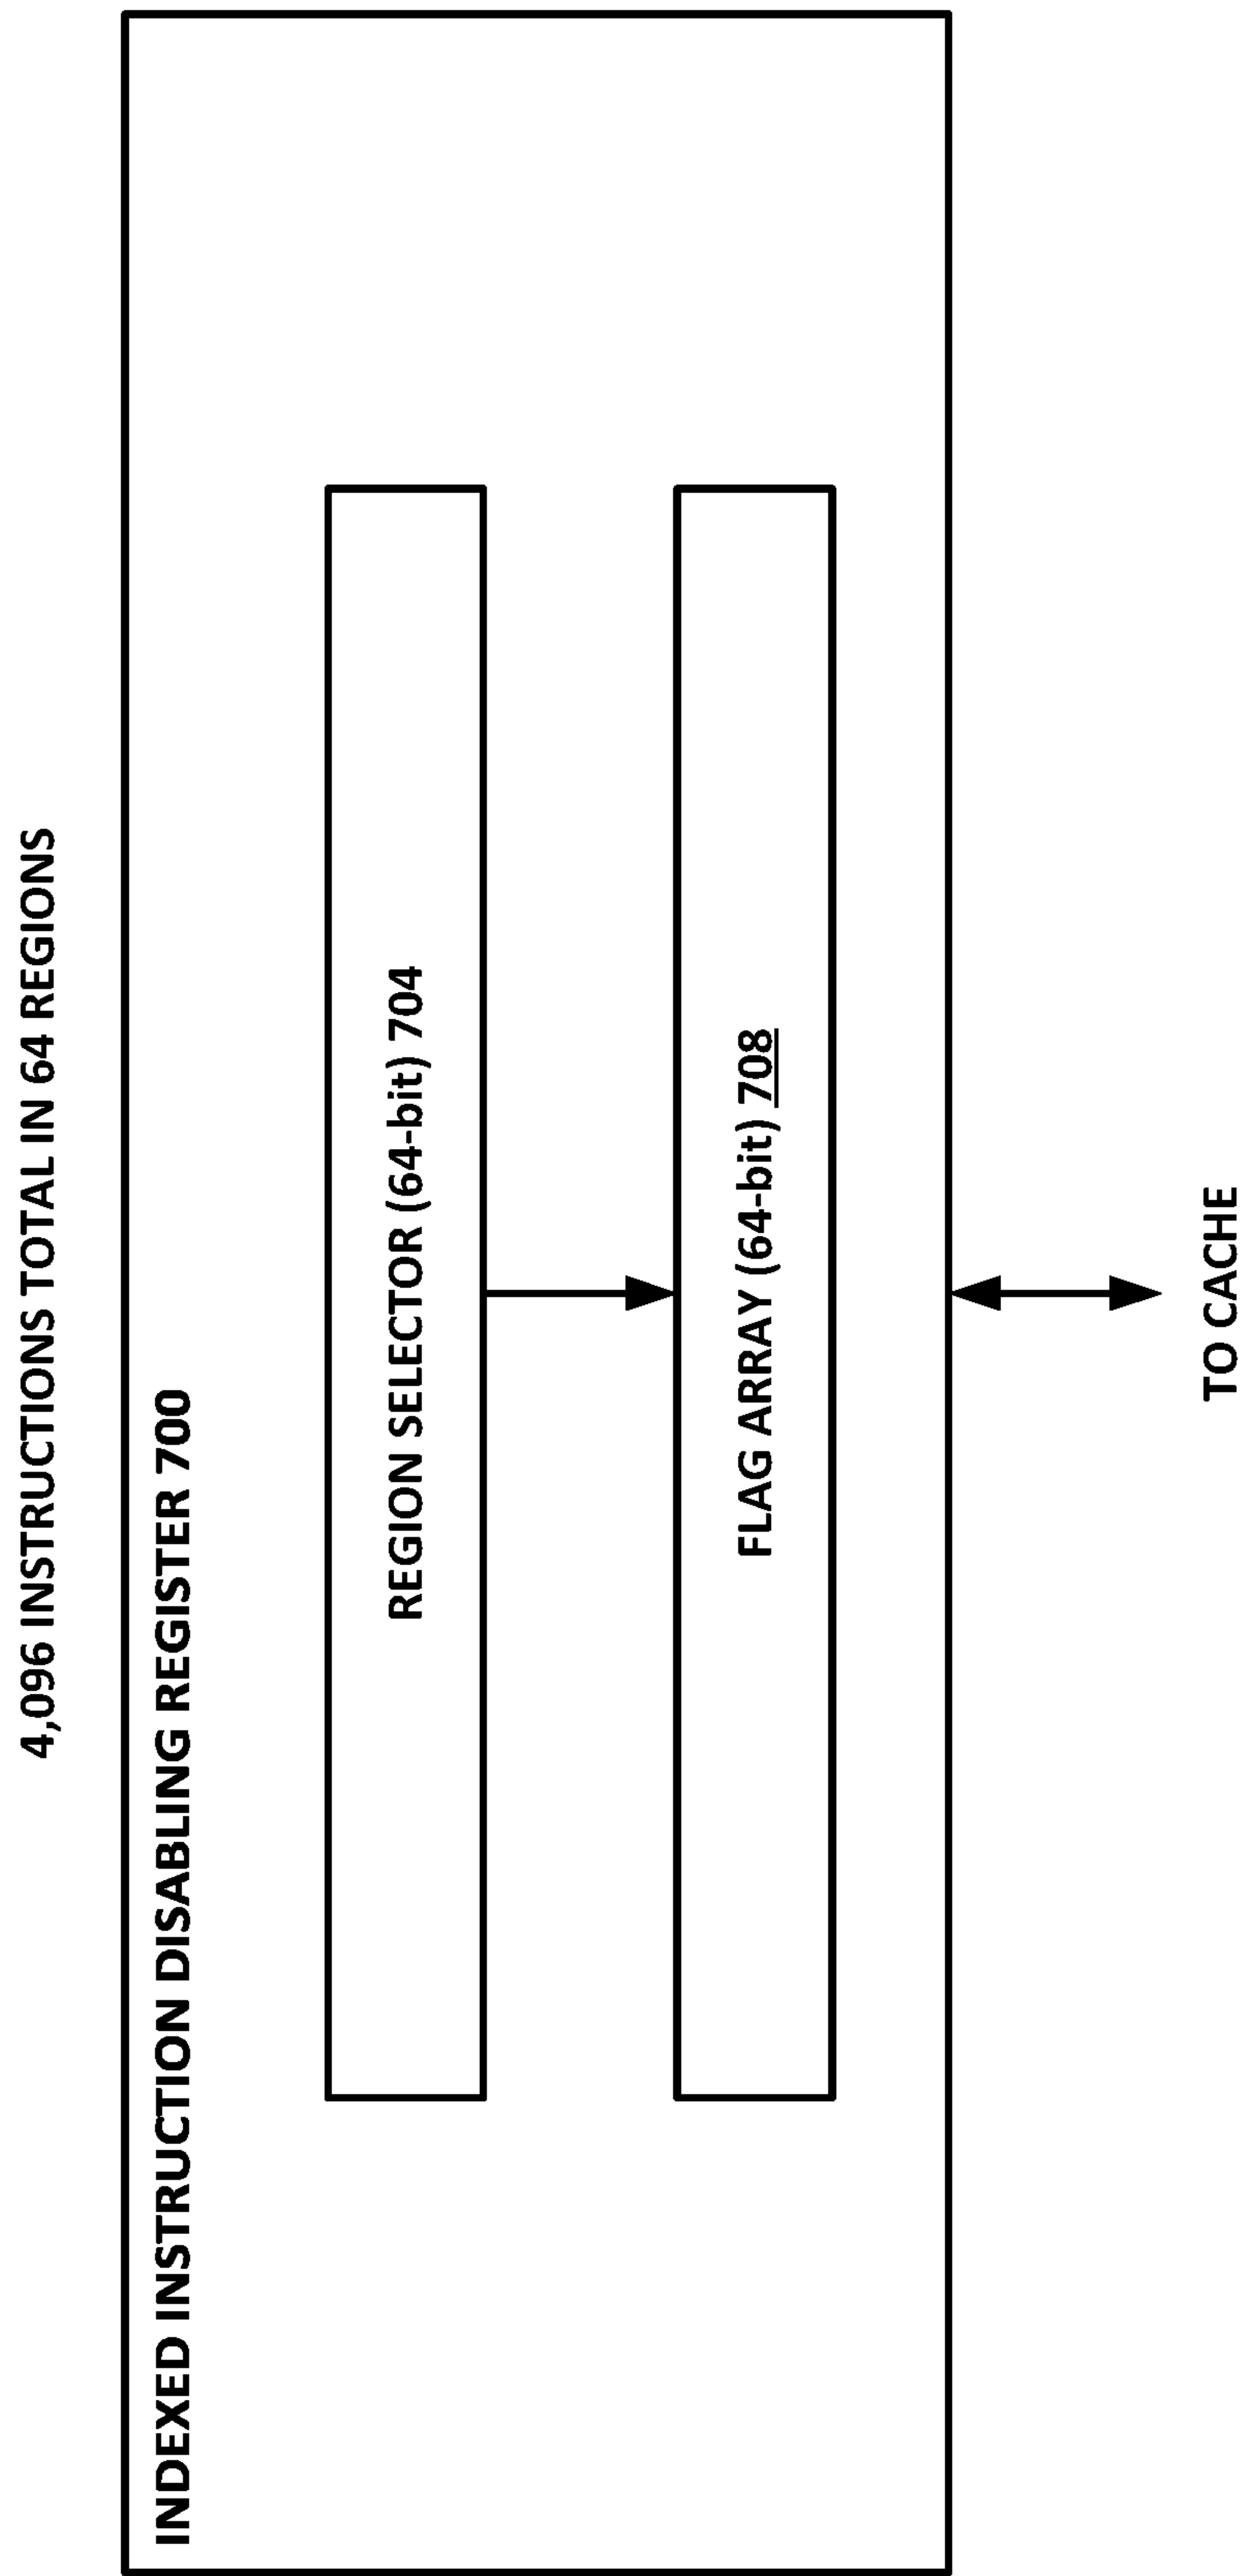 4,096 INSTRUCTIONS TOTAL IN 64 REGIONS
INDEXED INSTRUCTION DISABLING REGISTER 700
REGION SELECTOR (64-bit) 704
FLAG ARRAY (64-bit) 708
TO CACHE